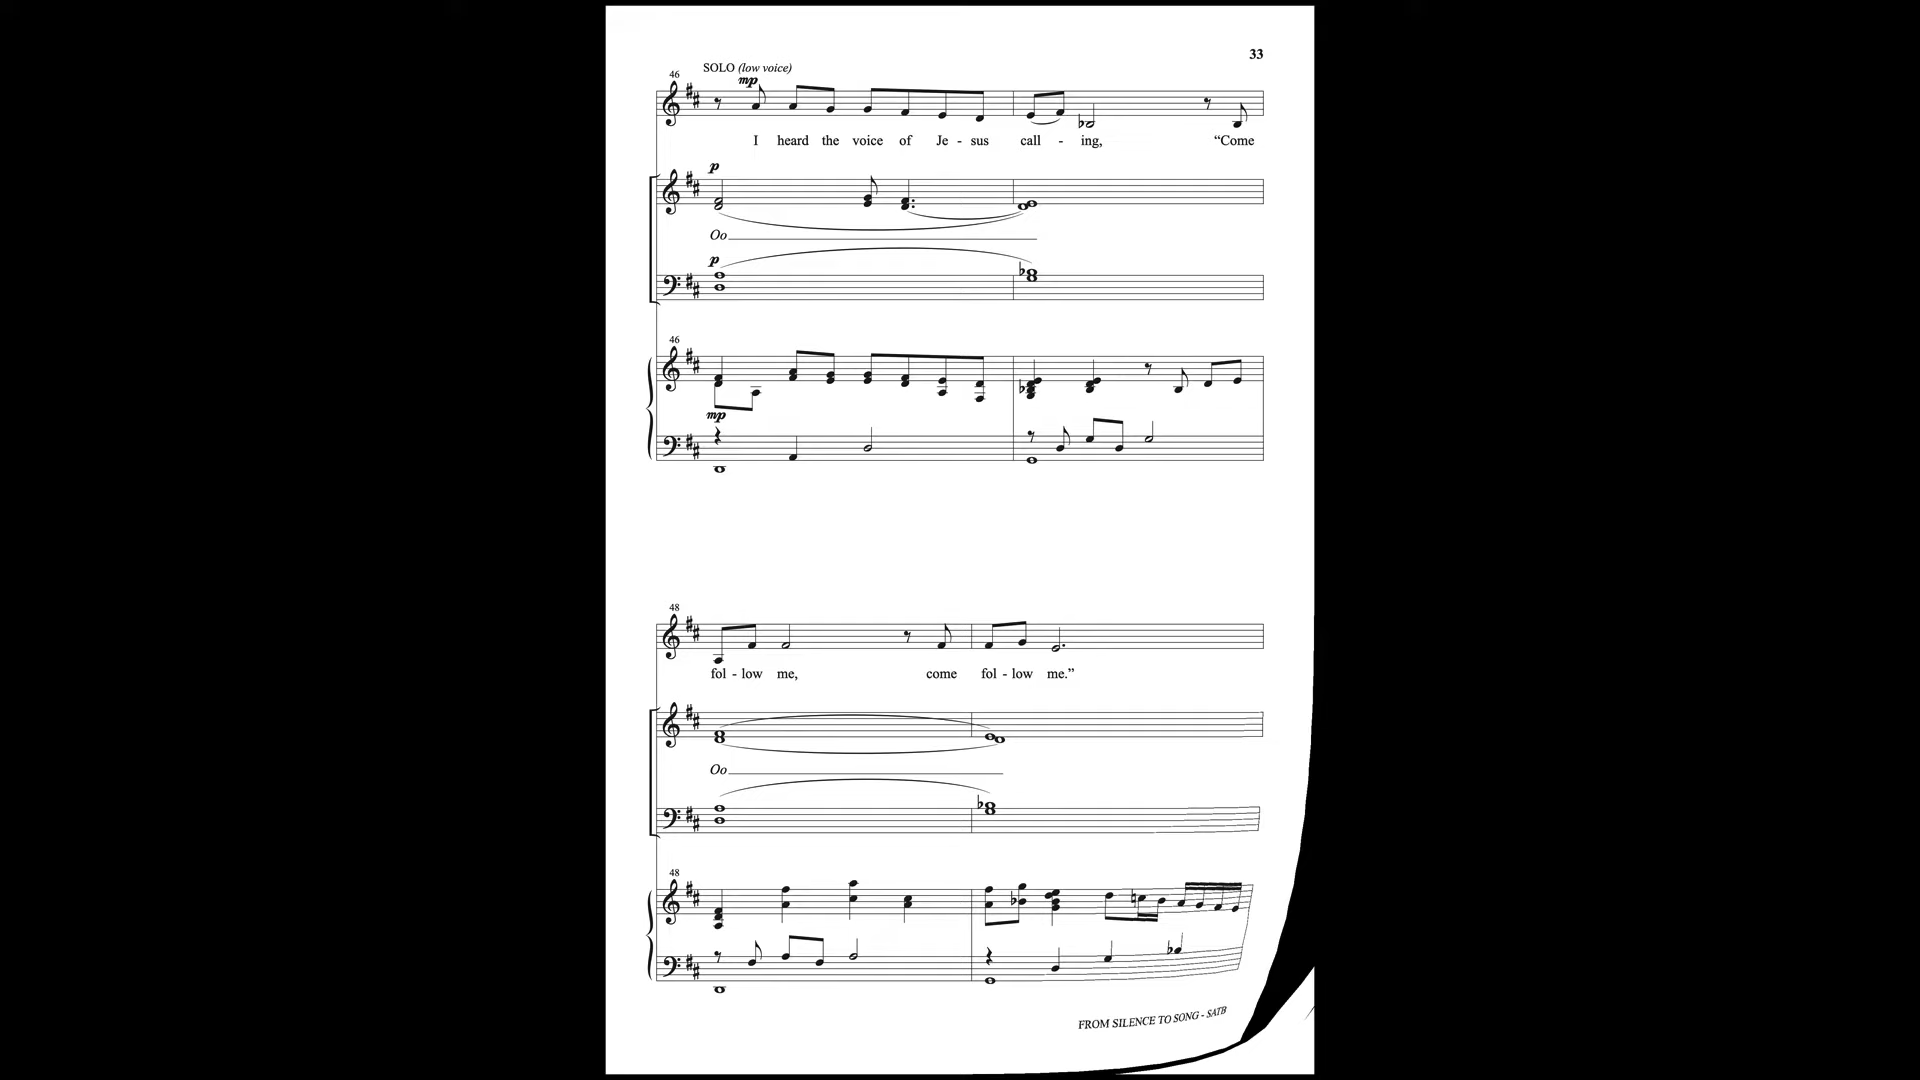 33
SOLO (low voice)
46
mp
I heard the voice of Je - sus call - ing, “Come
p
Oo
p
46
mp
48
fol - low me, come fol - low me.”
Oo
48
FROM SILENCE TO SONG - SATB